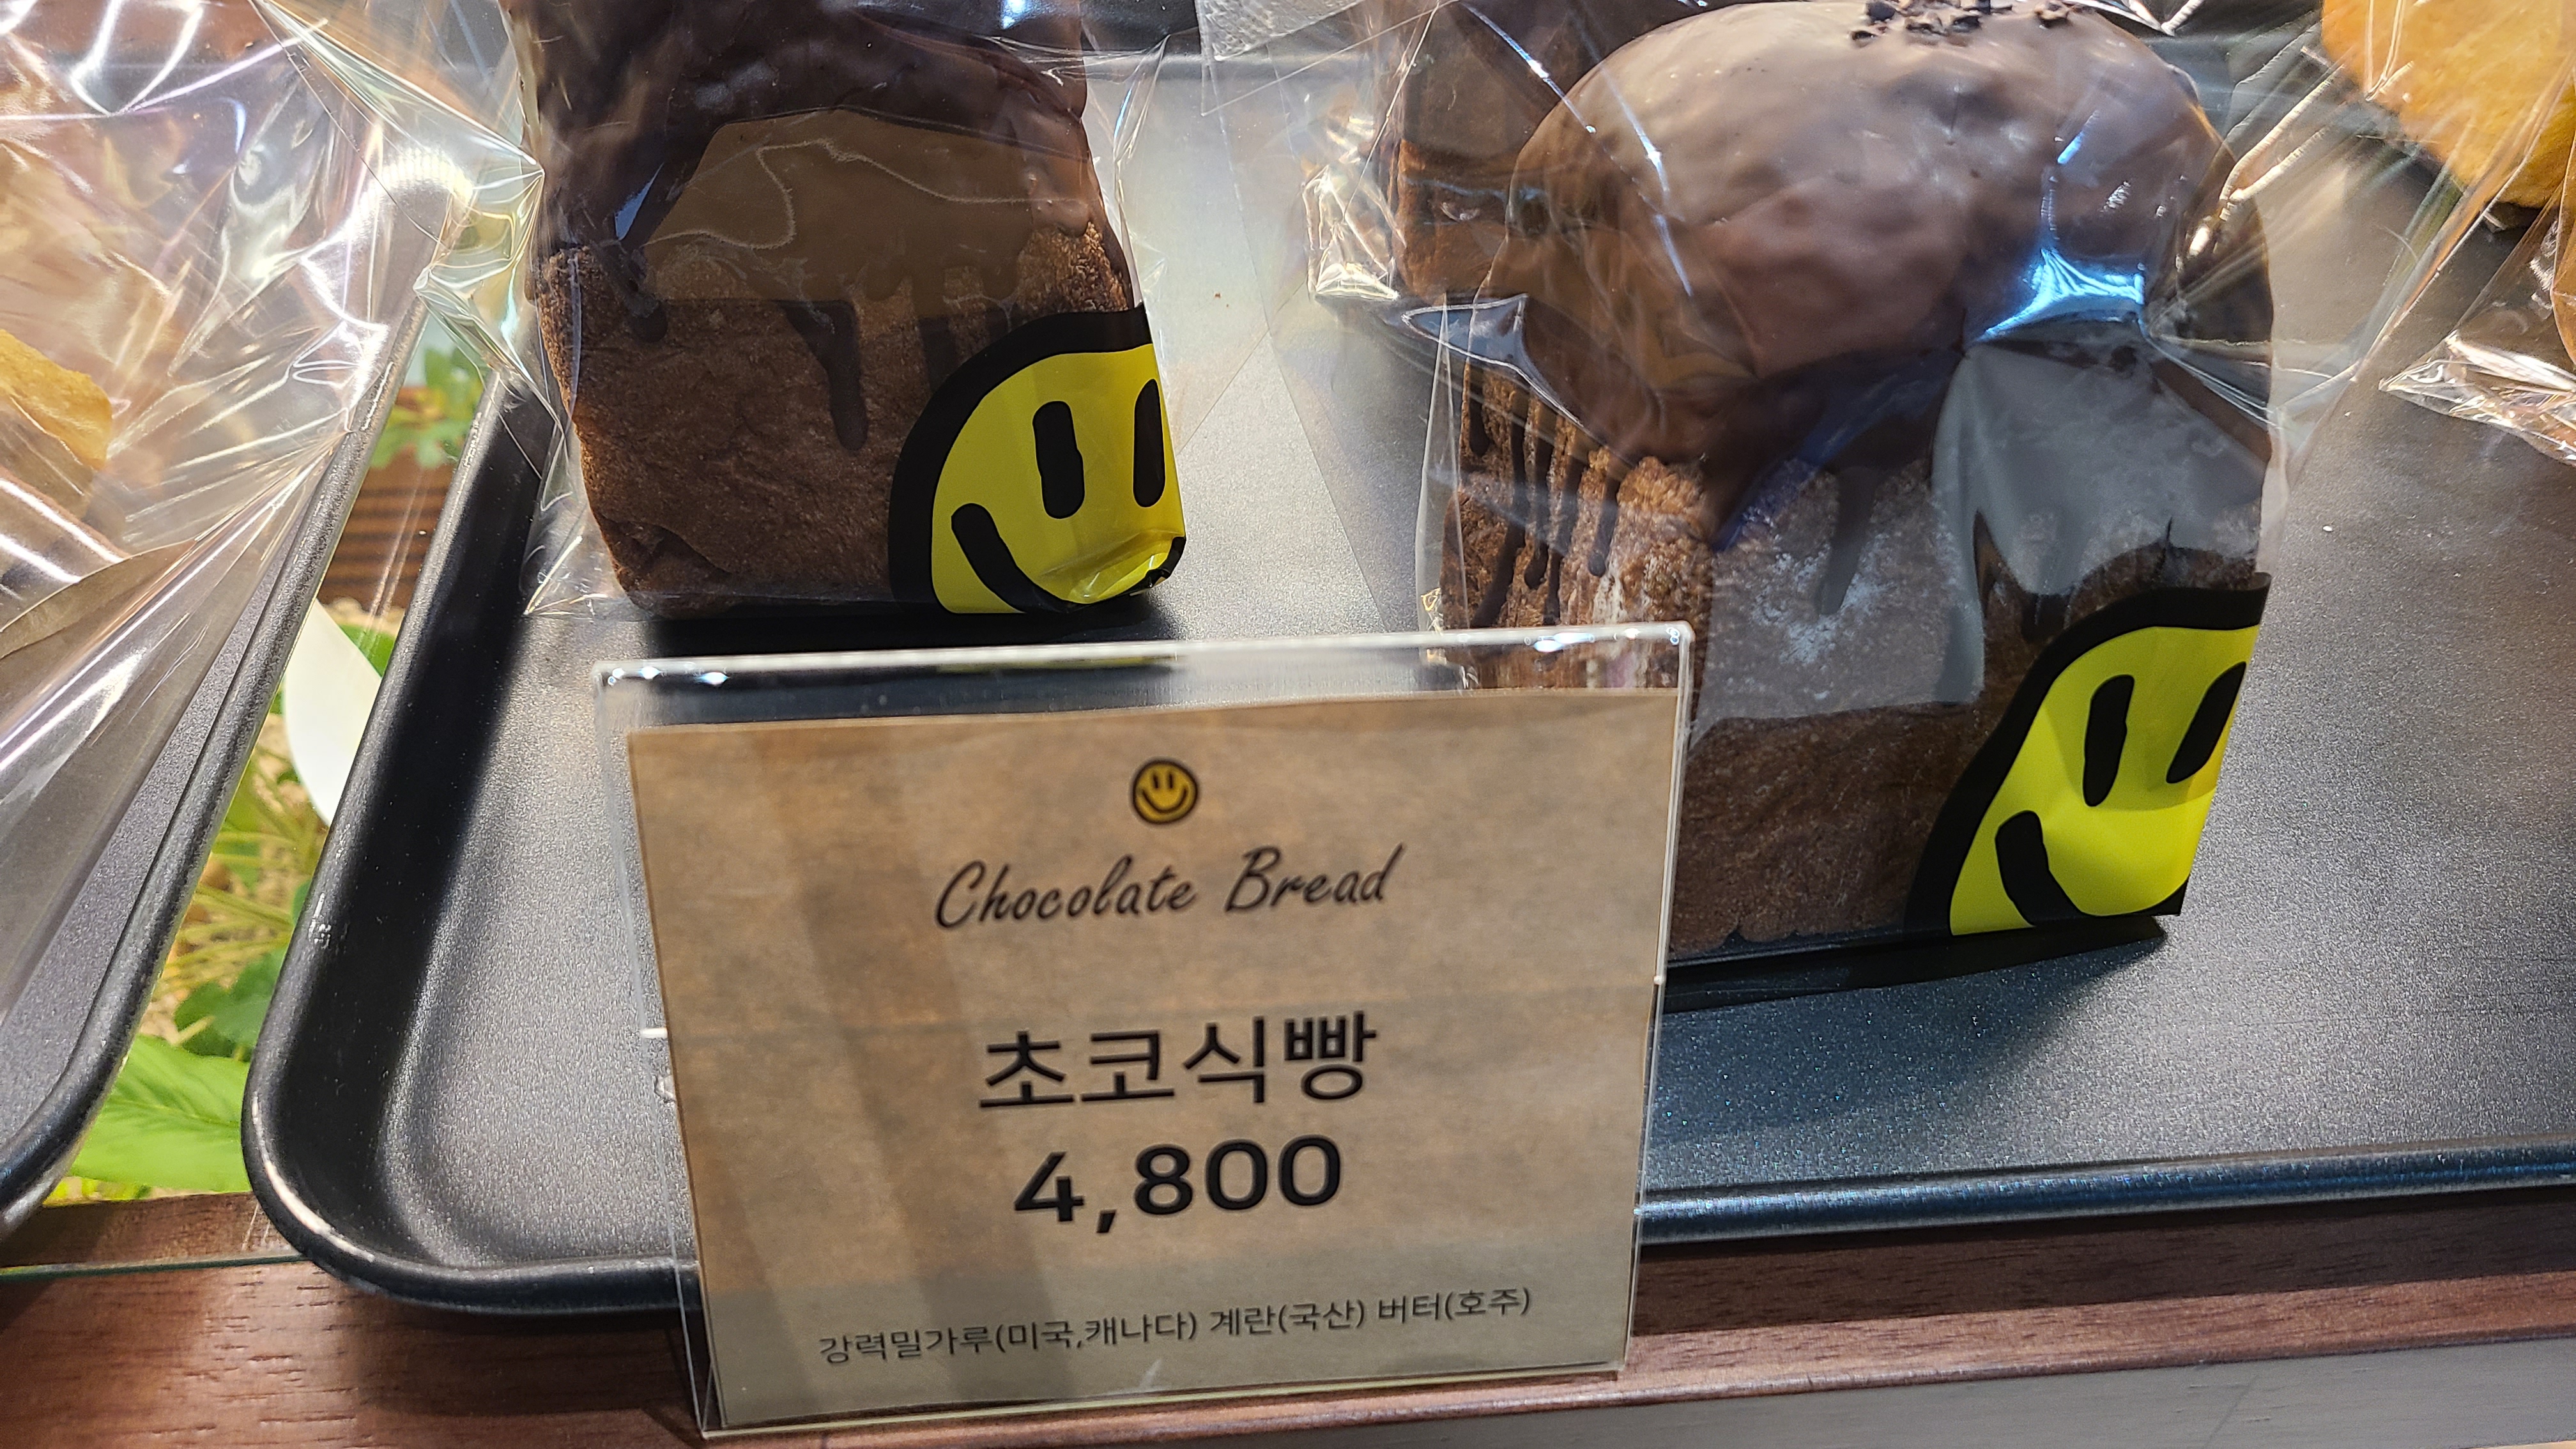 Chocolate Bread
초코식빵
4,800
강력밀가루(미국,캐나다) 계란(국산) 버터(호주)